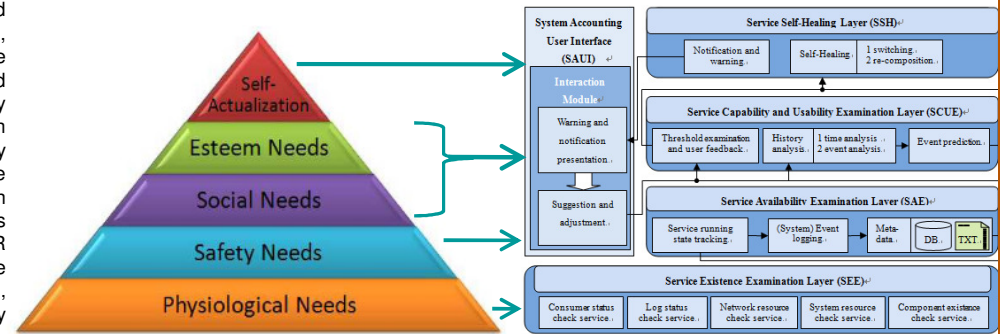 d
,
e
d
y
n
y
e
n
s
R
e
,
y
Self-
Actualization
Esteem Needs
Social Needs
Safety Needs
Physiological Needs
System Accounting
User Interface
(SAUI)
Interaction
Module
Warning and
notification
presentation.
Suggestion and
adjustment.
Service Self-Healing Layer (SSH)
Notification and
warning.
Self-Healing.
1 switching.
2 re-composition.
Service Capability and Usability Examination Layer (SCUE)
Threshold examination
and user feedback.
History
analysis.
1 time analysis.
2 event analysis.
Event prediction.
Service Availability Examination Layer (SAE)
Service running
state tracking.
(System) Event
logging.
Meta-
data.
DB.
TXT
Service Existence Examination Layer (SEE)
Consumer status
check service.
Log status
check service.
Network resource
check service.
System resource
check service.
Component existence
check service.